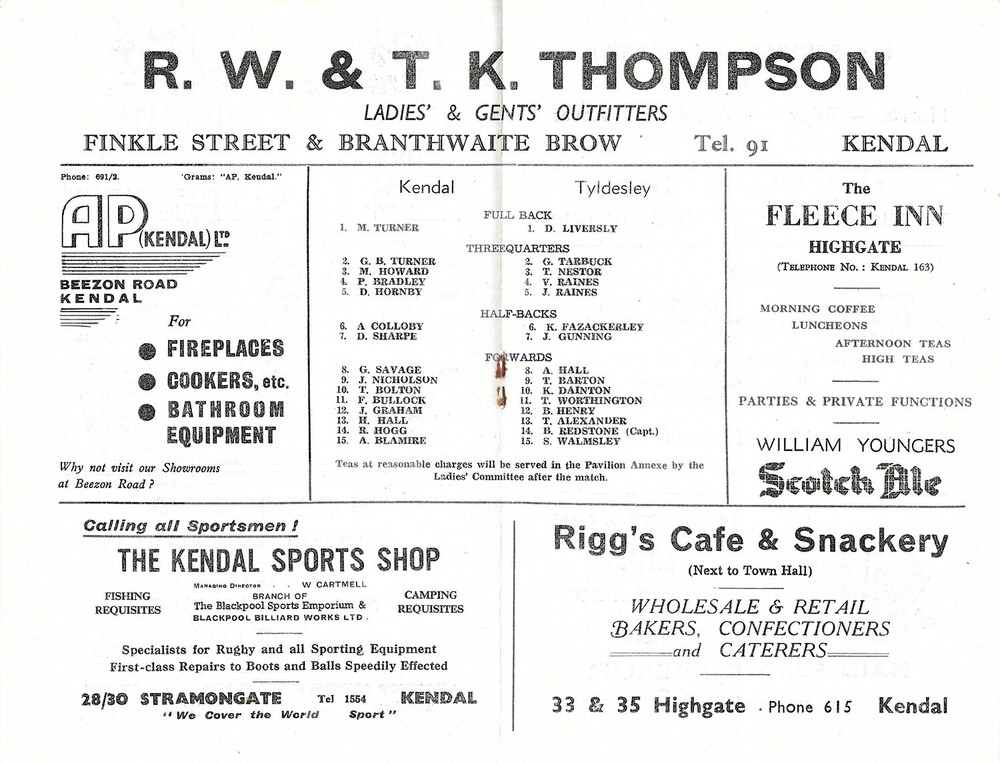 R. W. & T. K. THOMPSON
LADIES' & GENTS' OUTFITTERS
FINKLE STREET & BRANTHWAITE BROW Tel. 91 KENDAL
Phone: 691/2. 'Grams: "AP, Kendal."
AP (KENDAL) LTD
BEEZON ROAD
KENDAL
For
FIREPLACES
COOKERS, etc.
BATHROOM
EQUIPMENT
Why not visit our Showrooms
at Beezon Road?
Kendal Tyldesley
FULL BACK
1. M. TURNER 1. D. LIVERSLY
THREEQUARTERS
2. G. B. TURNER 2. G. TARBUCK
3. M. HOWARD 3. T. NESTOR
4. P. BRADLEY 4. V. RAINES
5. D. HORNBY 5. J. RAINES
HALF-BACKS
6. A COLLOBY 6. K. FAZACKERLEY
7. D. SHARPE 7. J. GUNNING
FORWARDS
8. G. SAVAGE 8. A. HALL
9. J. NICHOLSON 9. T. BARTON
10. T. BOLTON 10. K. DAINTON
11. F. BULLOCK 11. T. WORTHINGTON
12. J. GRAHAM 12. B. HENRY
13. H. HALL 13. T. ALEXANDER
14. R. HOGG 14. B. REDSTONE (Capt.)
15. A. BLAMIRE 15. S. WALMSLEY
Teas at reasonable charges will be served in the Pavilion Annexe by the
Ladies' Committee after the match.
The
FLEECE INN
HIGHGATE
(TELEPHONE No. : KENDAL 163)
MORNING COFFEE
LUNCHEONS
AFTERNOON TEAS
HIGH TEAS
PARTIES & PRIVATE FUNCTIONS
WILLIAM YOUNGERS
Scotch Ale
Calling all Sportsmen!
THE KENDAL SPORTS SHOP
MANAGING DIRECTOR . . W CARTMELL
FISHING REQUISITES
BRANCH OF
The Blackpool Sports Emporium &
BLACKPOOL BILLIARD WORKS LTD.
CAMPING REQUISITES
Specialists for Rugby and all Sporting Equipment
First-class Repairs to Boots and Balls Speedily Effected
28/30 STRAMONGATE Tel 1554 KENDAL
"We Cover the World Sport"
Rigg's Cafe & Snackery
(Next to Town Hall)
WHOLESALE & RETAIL
BAKERS, CONFECTIONERS
and CATERERS
33 & 35 Highgate . Phone 615 Kendal